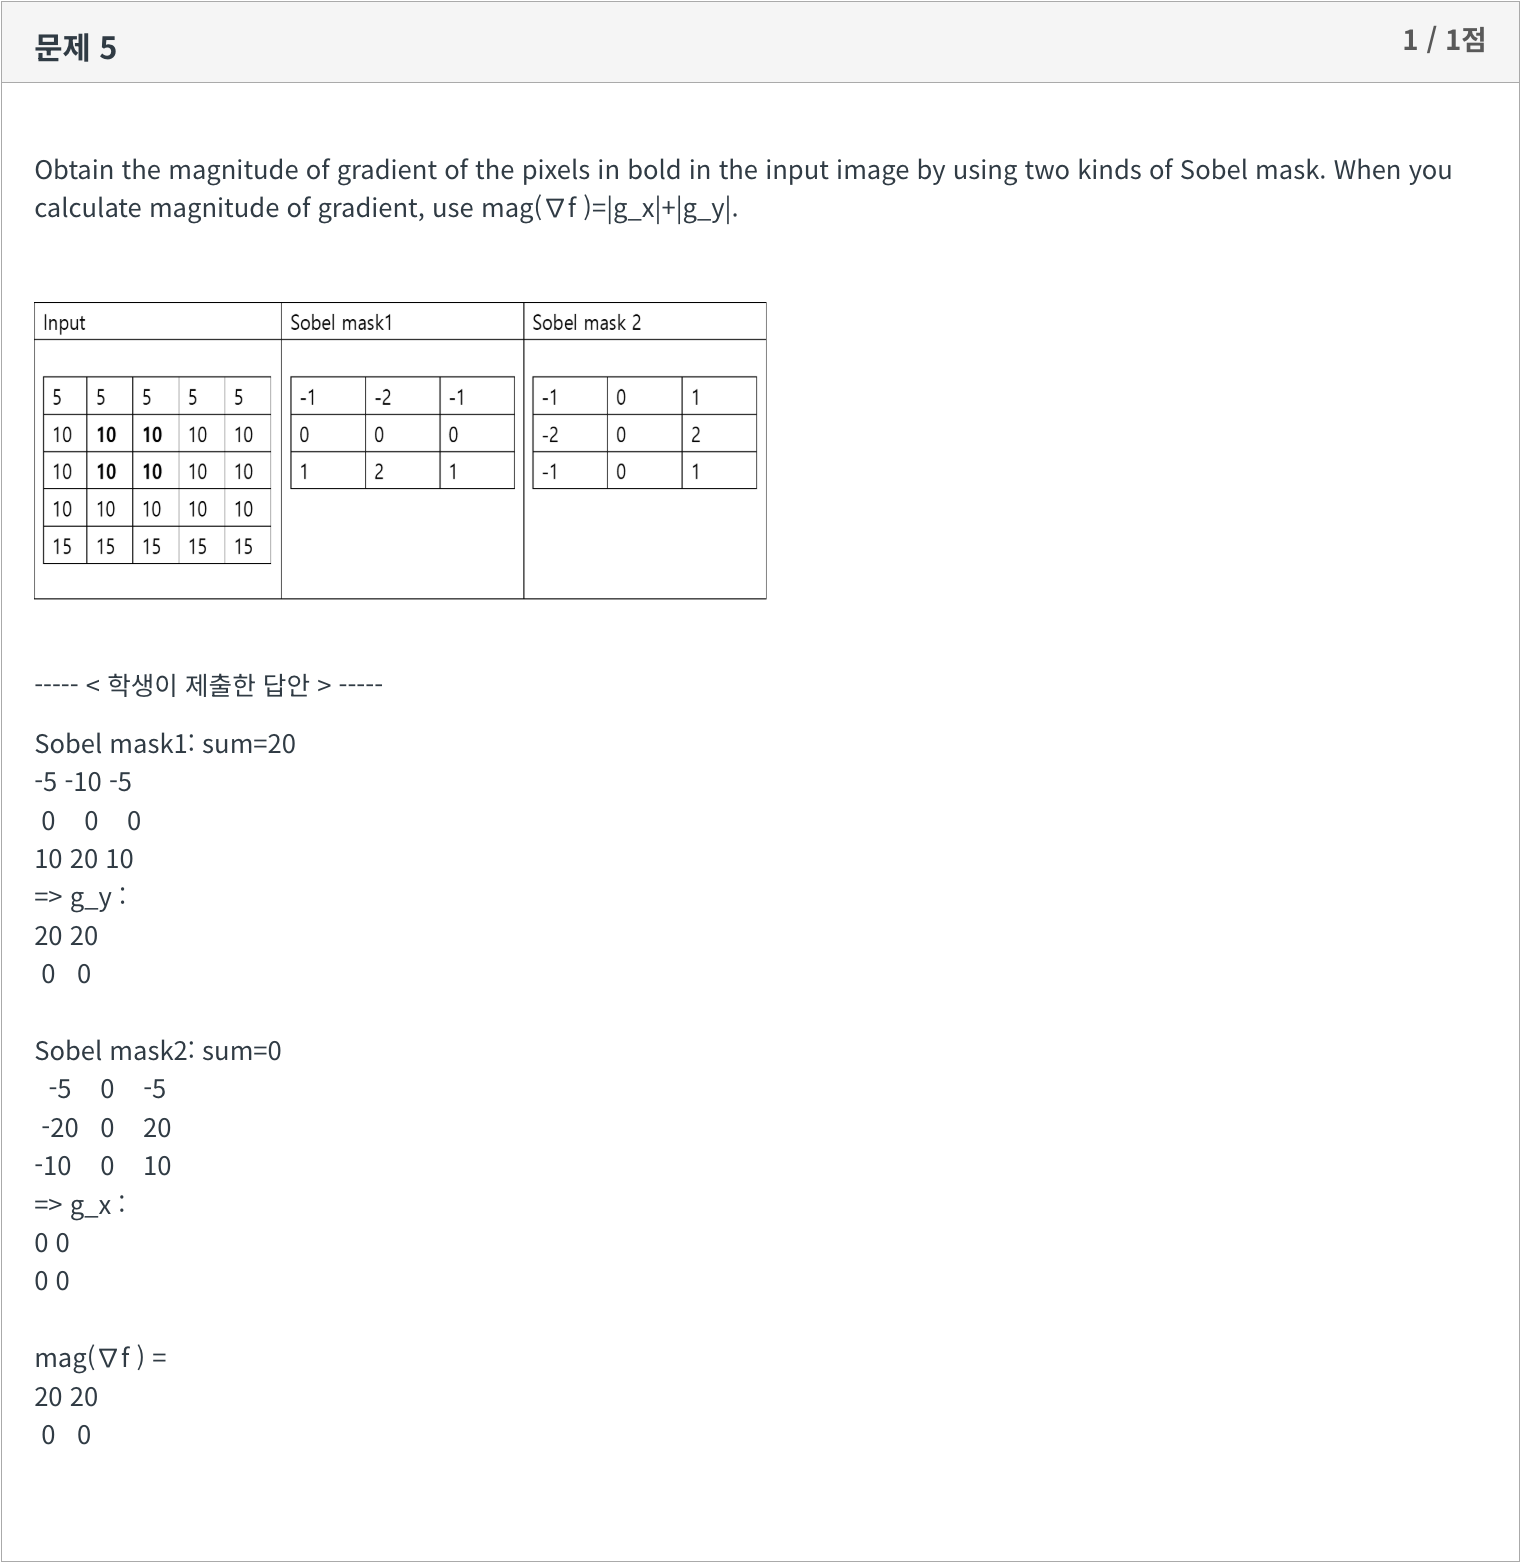 문제 5
1 / 1점
Obtain the magnitude of gradient of the pixels in bold in the input image by using two kinds of Sobel mask. When you
calculate magnitude of gradient, use mag(∇f )=|g_x|+|g_y|.
Input Sobel mask1 Sobel mask 2
5 5 5 5 5 -1 -2 -1 -1 0 1
10 10 10 10 10 0 0 0 -2 0 2
10 10 10 10 10 1 2 1 -1 0 1
10 10 10 10 10
15 15 15 15 15
----- < 학생이 제출한 답안 > -----
Sobel mask1: sum=20
-5 -10 -5
0 0 0
10 20 10
=> g_y :
20 20
0 0
Sobel mask2: sum=0
-5 0 -5
-20 0 20
-10 0 10
=> g_x :
0 0
0 0
mag(∇f ) =
20 20
0 0